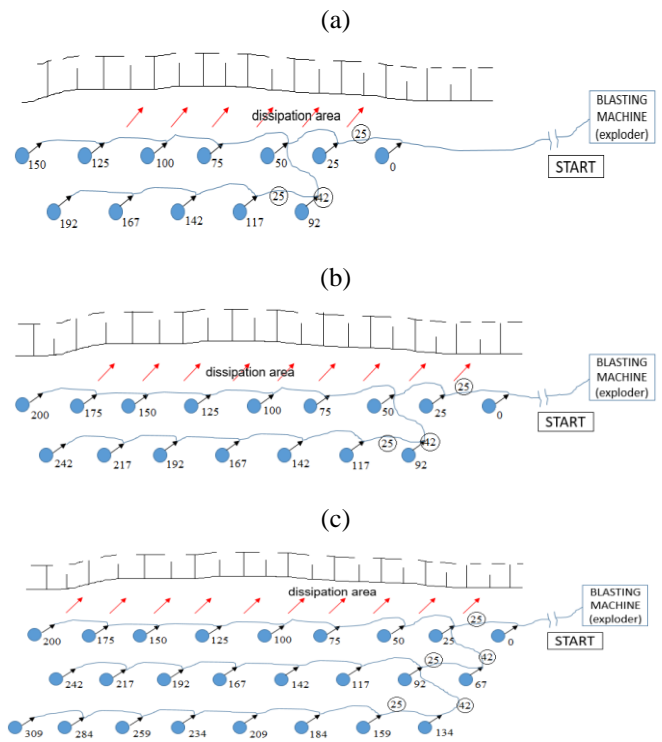 (a)
dissipation area
25
BLASTING
MACHINE
(exploder)
START
150 125 100 75 50 25 0
25 42
192 167 142 117 92
(b)
dissipation area
25
BLASTING
MACHINE
(exploder)
START
200 175 150 125 100 75 50 25 0
25 42
242 217 192 167 142 117 92
(c)
dissipation area
25
BLASTING
MACHINE
(exploder)
START
200 175 150 125 100 75 50 25 0
25 42
242 217 192 167 142 117 92 67
25 42
309 284 259 234 209 184 159 134